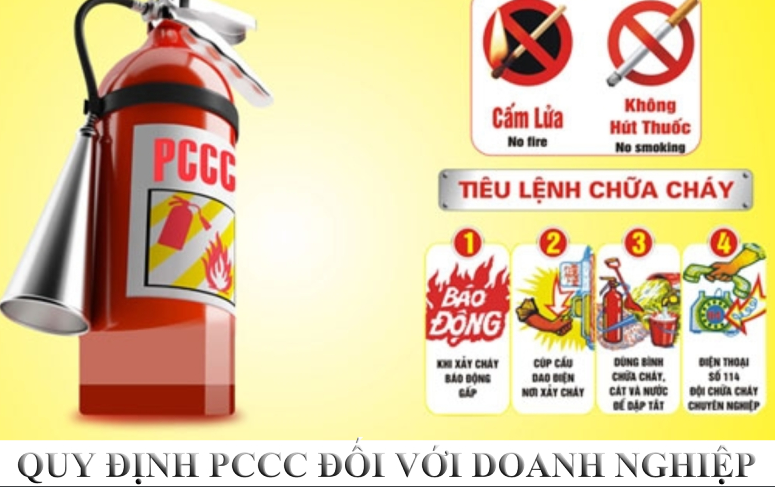 PCCC
Cấm Lửa
No fire
Không
Hút Thuốc
No smoking
TIÊU LỆNH CHỮA CHÁY
1
BÁO
ĐỘNG
KHI XẢY CHÁY
BÁO ĐỘNG
GẤP
2
CÚP CẦU
DAO ĐIỆN
NƠI XẢY CHÁY
3
DÙNG BÌNH
CHỮA CHÁY,
CÁT VÀ NƯỚC
ĐỂ DẬP TẮT
4
ĐIỆN THOẠI
SỐ 114
ĐỘI CHỮA CHÁY
CHUYÊN NGHIỆP
QUY ĐỊNH PCCC ĐỐI VỚI DOANH NGHIỆP